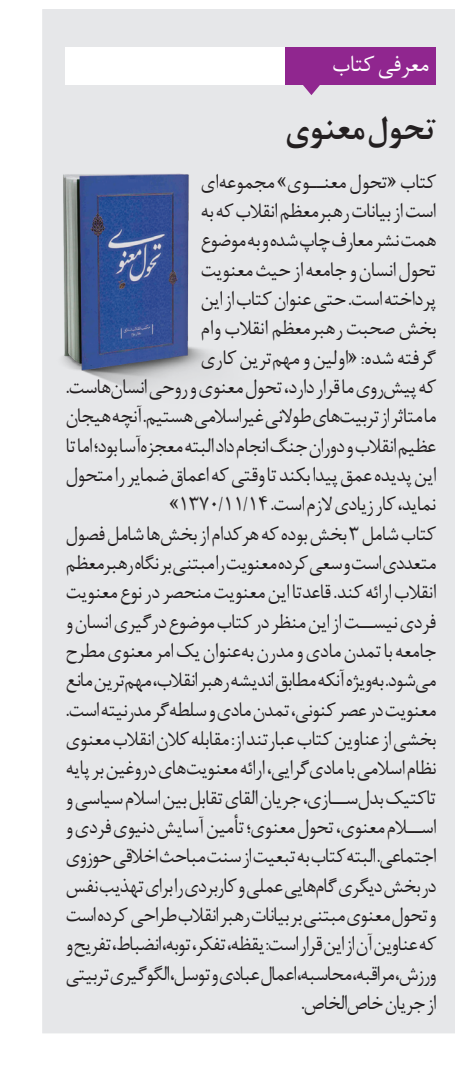 معرفی کتاب
تحول معنوی
کتاب «تحول معنــوی» مجموعه‌ای
است از بیانات رهبر معظم انقلاب که به
همت نشر معارف چاپ شده و به موضوع
تحول انسان و جامعه از حیث معنویت
پرداخته است. حتی عنوان کتاب از این
بخش صحبت رهبر معظم انقلاب وام
گرفته شده: «اولین و مهم‌ترین کاری
که پیش‌روی ما قرار دارد، تحول معنوی و روحی انسان‌هاست.
ما متاثر از تربیت‌های طولانی غیراسلامی هستیم. آنچه هیجان
عظیم انقلاب و دوران جنگ انجام داد البته معجزه‌آسا بود؛ اما تا
این پدیده عمق پیدا بکند تا وقتی که اعماق ضمایر را متحول
نماید، کار زیادی لازم است. ۱۳۷۰/۱۱/۱۴»
کتاب شامل ۳ بخش بوده که هر کدام از بخش‌ها شامل فصول
متعددی است و سعی کرده معنویت را مبتنی بر نگاه رهبر معظم
انقلاب ارائه کند. قاعدتا این معنویت منحصر در نوع معنویت
فردی نیســت از این منظر در کتاب موضوع درگیری انسان و
جامعه با تمدن مادی و مدرن به‌عنوان یک امر معنوی مطرح
می‌شود. به‌ویژه آنکه مطابق اندیشه رهبر انقلاب، مهم‌ترین مانع
معنویت در عصر کنونی، تمدن مادی و سلطه‌گر مدرنیته است.
بخشی از عناوین کتاب عبارتند از: مقابله کلان انقلاب معنوی
نظام اسلامی با مادی‌گرایی، ارائه معنویت‌های دروغین بر پایه
تاکتیک بدل‌ســازی، جریان القای تقابل بین اسلام سیاسی و
اســلام معنوی، تحول معنوی؛ تأمین آسایش دنیوی فردی و
اجتماعی. البته کتاب به تبعیت از سنت مباحث اخلاقی حوزوی
در بخش دیگری گام‌هایی عملی و کاربردی را برای تهذیب نفس
و تحول معنوی مبتنی بر بیانات رهبر انقلاب طراحی کرده است
که عناوین آن از این قرار است: یقظه، تفکر، توبه، انضباط، تفریح و
ورزش، مراقبه، محاسبه، اعمال عبادی و توسل، الگوگیری تربیتی
از جریان خاص‌الخاص.
تحول معنوی